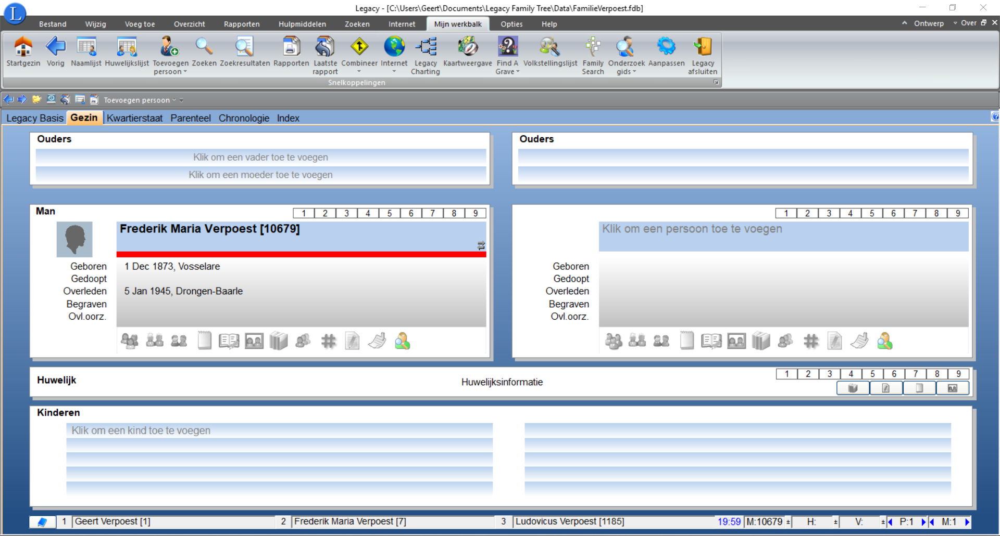 Legacy - [C:\Users\Geert\Documents\Legacy Family Tree\Data\FamilieVerpoest.fdb]
L
Bestand Wijzig Voeg toe Overzicht Rapporten Hulpmiddelen Zoeken Internet Mijn werkbalk Opties Help Ontwerp Over
Startgezin Vorig Naamlijst Huwelijkslijst Toevoegen persoon Zoeken Zoekresultaten Rapporten Laatste rapport Combineer Internet Legacy Charting Kaartweergave Find A Grave Volkstellingslijst Family Search Onderzoek gids Aanpassen Legacy afsluiten
Snelkoppelingen
Toevoegen persoon
Legacy Basis Gezin Kwartierstaat Parenteel Chronologie Index
Ouders
Klik om een vader toe te voegen
Klik om een moeder toe te voegen
Ouders
Man 1 2 3 4 5 6 7 8 9
Frederik Maria Verpoest [10679]
Geboren 1 Dec 1873, Vosselare
Gedoopt
Overleden 5 Jan 1945, Drongen-Baarle
Begraven
Ovl.oorz.
1 2 3 4 5 6 7 8 9
Klik om een persoon toe te voegen
Geboren
Gedoopt
Overleden
Begraven
Ovl.oorz.
Huwelijk Huwelijksinformatie 1 2 3 4 5 6 7 8 9
Kinderen
Klik om een kind toe te voegen
1 Geert Verpoest [1] 2 Frederik Maria Verpoest [7] 3 Ludovicus Verpoest [1185] 19:59 M:10679 ± H: ± V: ± P:1 M:1